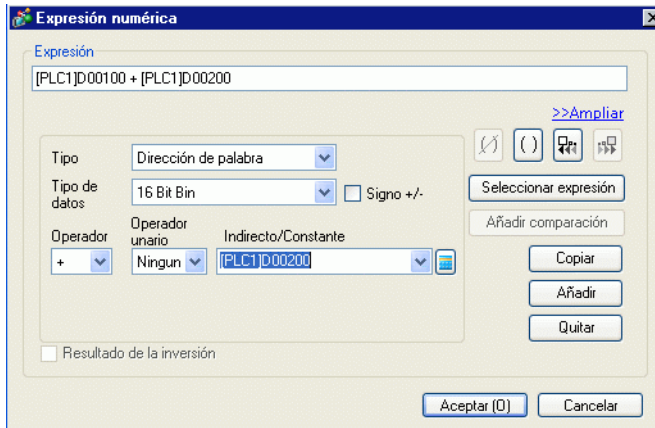 Expresión numérica
Expresión
[PLC1]D00100 + [PLC1]D00200
>>Ampliar
( )
Tipo
Dirección de palabra
Tipo de datos
16 Bit Bin
Signo +/-
Seleccionar expresión
Añadir comparación
Operador
Operador unario
Indirecto/Constante
+
Ningun
[PLC1]D00200
Copiar
Añadir
Quitar
Resultado de la inversión
Aceptar (O)
Cancelar